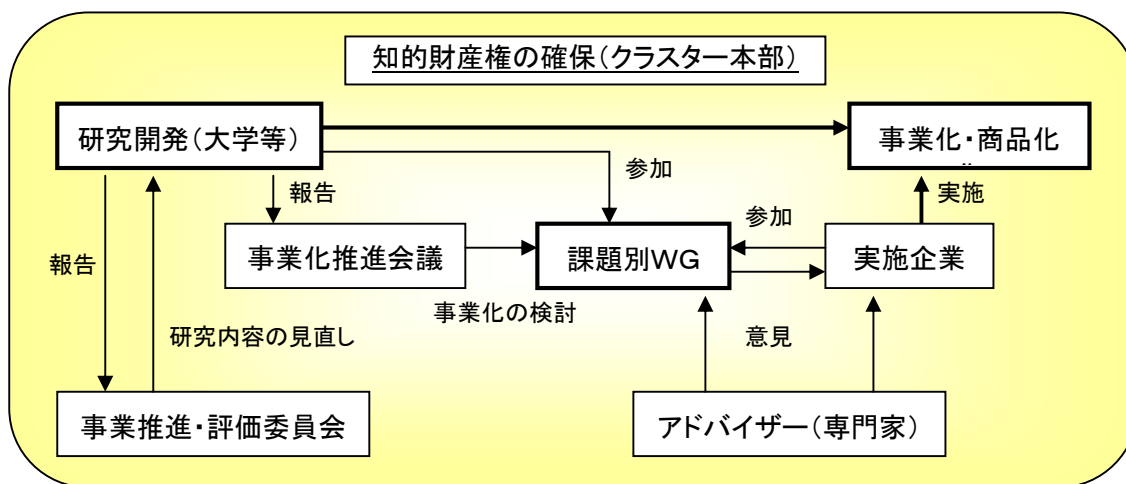 知的財産権の確保（クラスター本部）
研究開発（大学等）
事業化・商品化
参加
報告
実施
参加
事業化推進会議
課題別ＷＧ
実施企業
報告
事業化の検討
研究内容の見直し
意見
事業推進・評価委員会
アドバイザー（専門家）